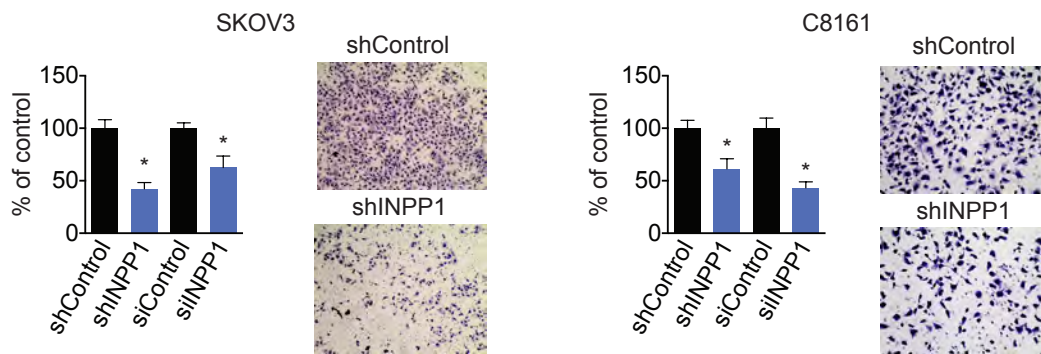 SKOV3
% of control
150
100
50
0
*
*
shControl
shINPP1
siControl
siINPP1
shControl
shINPP1
C8161
% of control
150
100
50
0
*
*
shControl
shINPP1
siControl
siINPP1
shControl
shINPP1